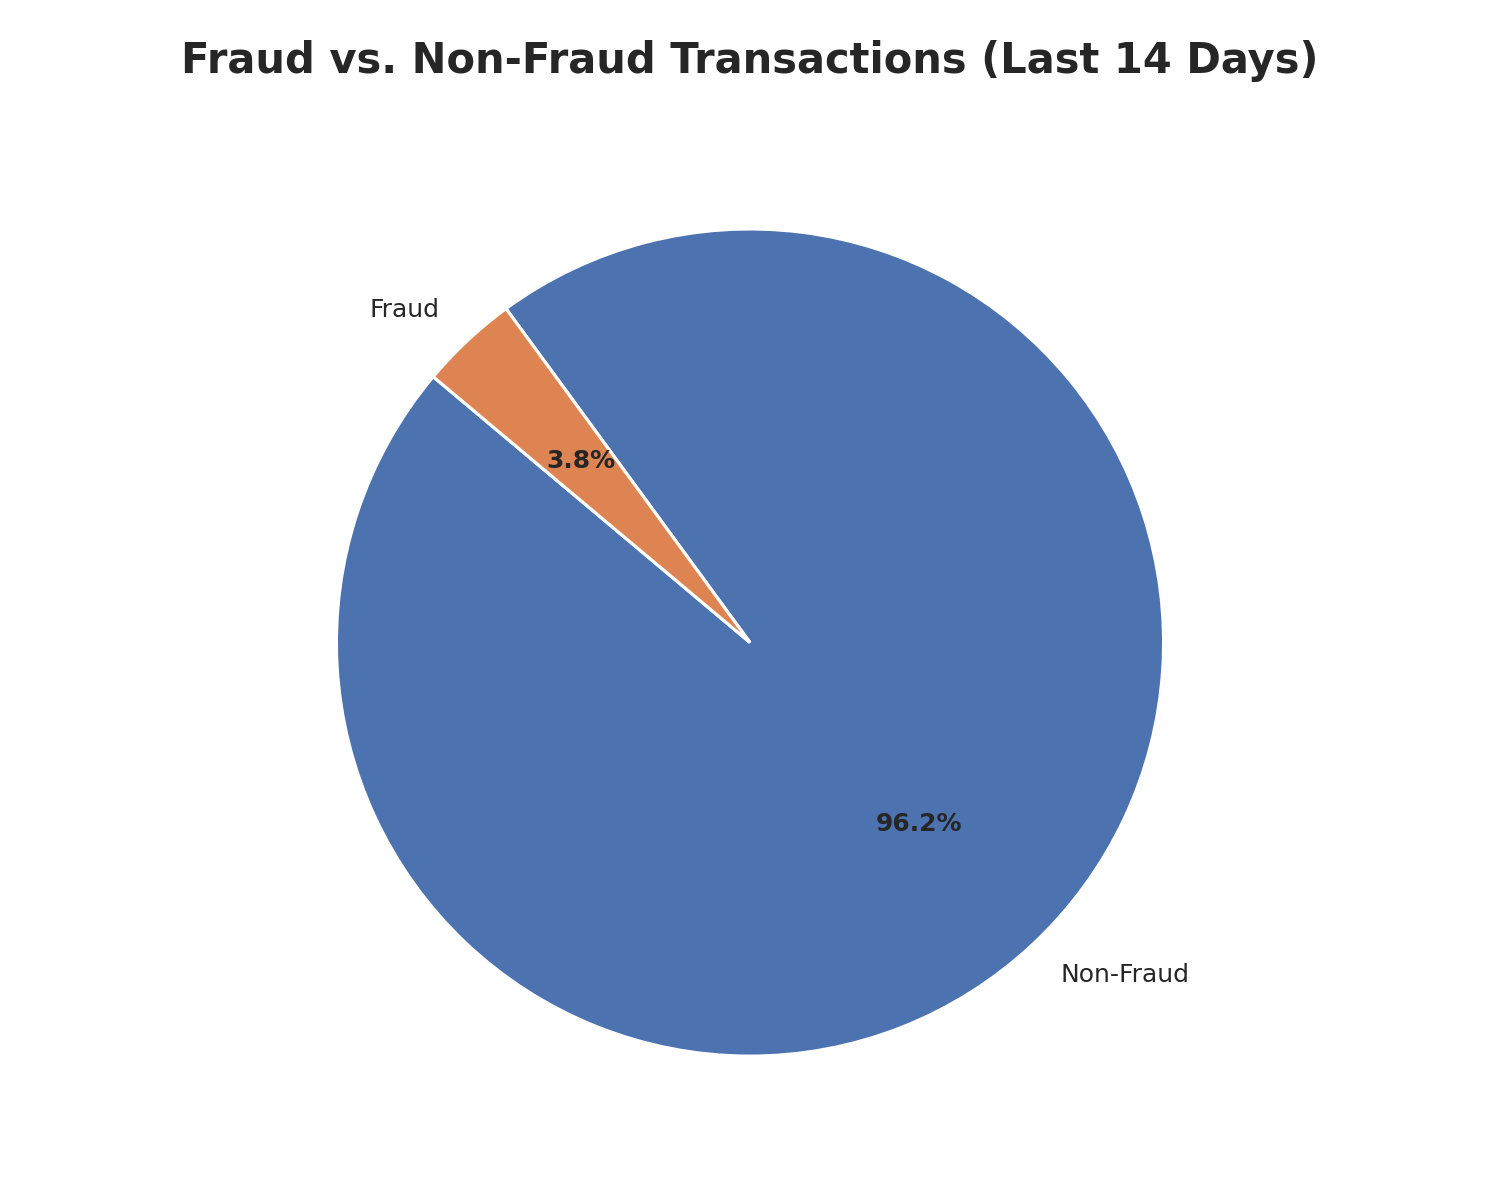 Fraud vs. Non-Fraud Transactions (Last 14 Days)
Fraud
3.8%
96.2%
Non-Fraud